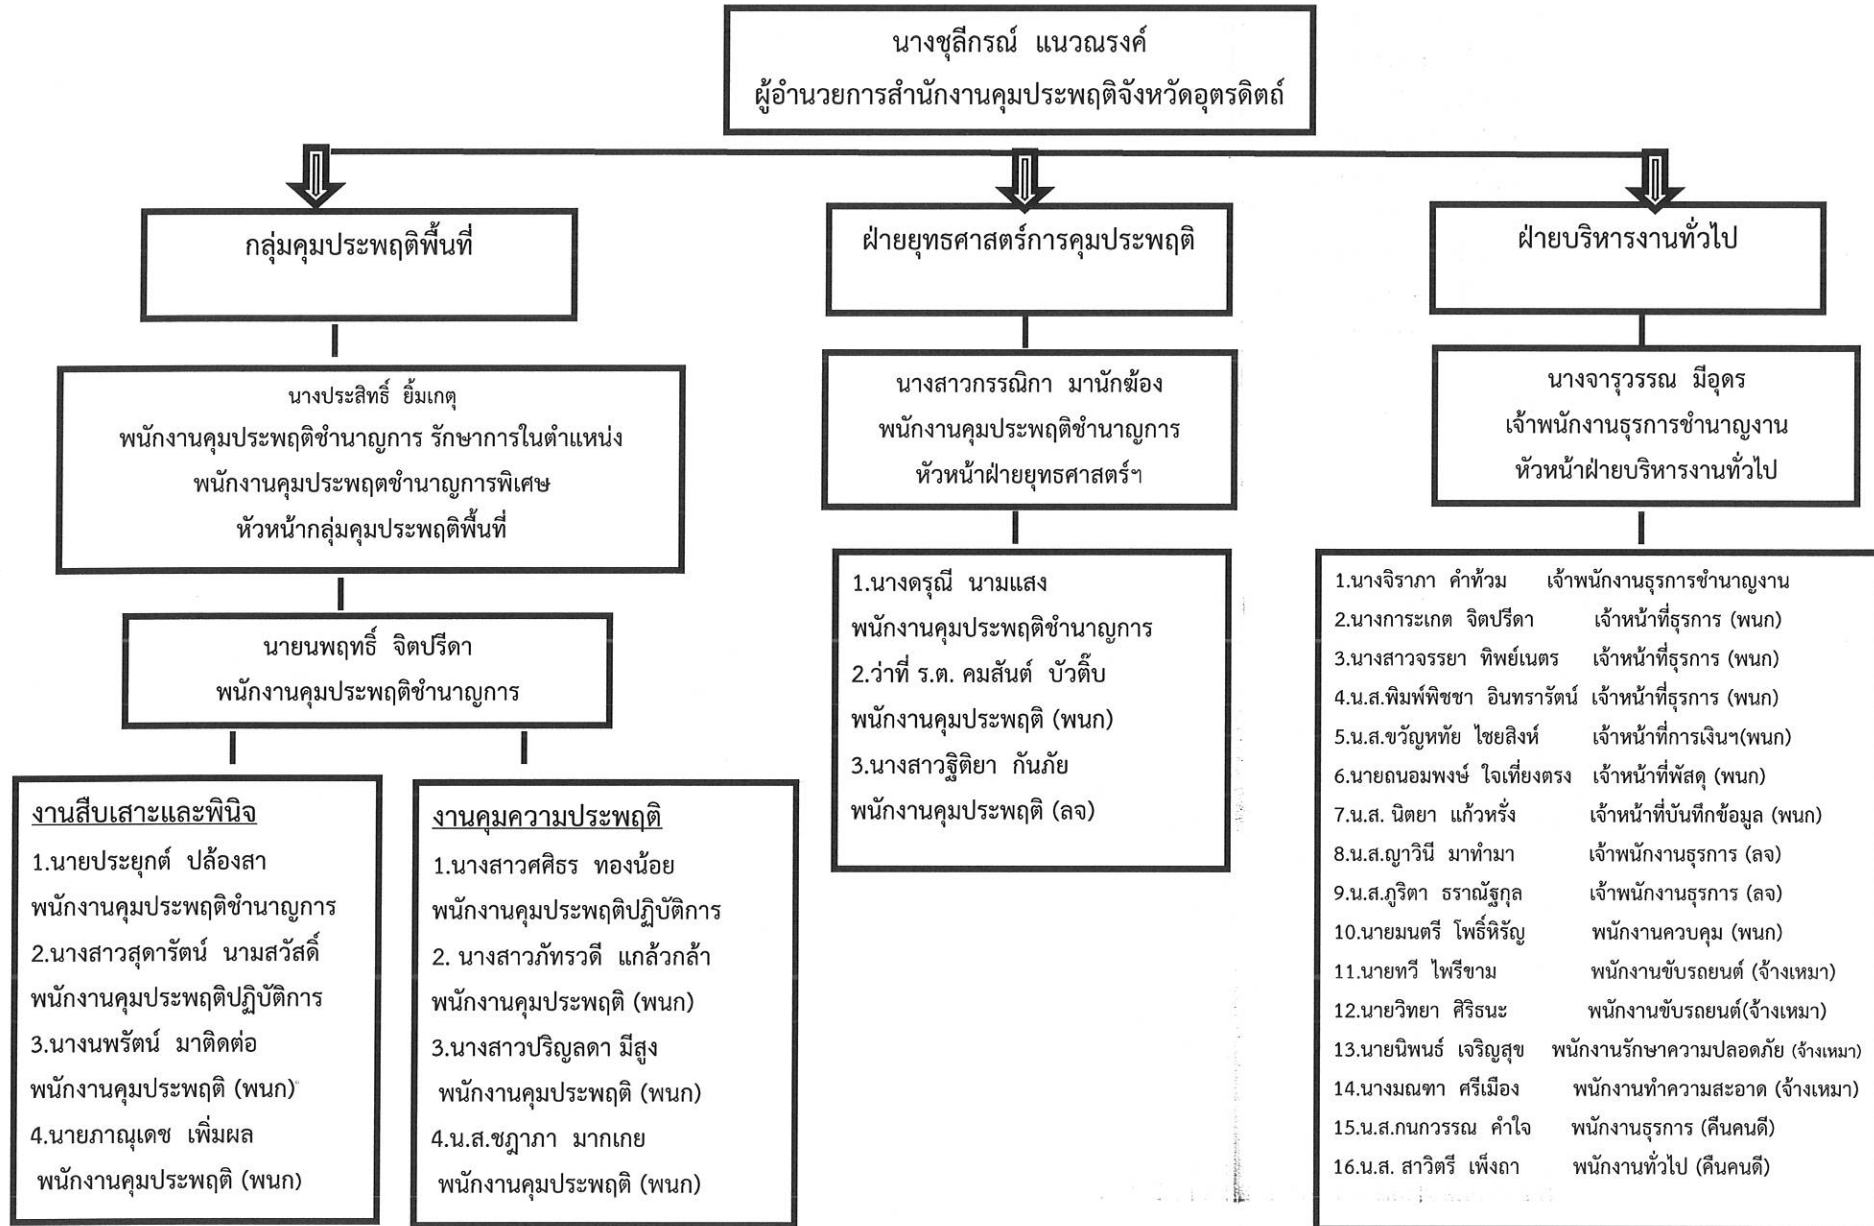 นางชุลีกรณ์ แนวณรงค์
ผู้อำนวยการสำนักงานคุมประพฤติจังหวัดอุตรดิตถ์
กลุ่มคุมประพฤติพื้นที่
นางประสิทธิ์ ยิ้มเกตุ
พนักงานคุมประพฤติชำนาญการ รักษาการในตำแหน่ง
พนักงานคุมประพฤตชำนาญการพิเศษ
หัวหน้ากลุ่มคุมประพฤติพื้นที่
นายนพฤทธิ์ จิตปรีดา
พนักงานคุมประพฤติชำนาญการ
งานสืบเสาะและพินิจ
1.นายประยุกต์ ปล้องสา
พนักงานคุมประพฤติชำนาญการ
2.นางสาวสุดารัตน์ นามสวัสดิ์
พนักงานคุมประพฤติปฏิบัติการ
3.นางนพรัตน์ มาติดต่อ
พนักงานคุมประพฤติ (พนก)
4.นายภาณุเดช เพิ่มผล
พนักงานคุมประพฤติ (พนก)
งานคุมความประพฤติ
1.นางสาวศศิธร ทองน้อย
พนักงานคุมประพฤติปฏิบัติการ
2. นางสาวภัทรวดี แกล้วกล้า
พนักงานคุมประพฤติ (พนก)
3.นางสาวปริญลดา มีสูง
พนักงานคุมประพฤติ (พนก)
4.น.ส.ชฎาภา มากเกย
พนักงานคุมประพฤติ (พนก)
ฝ่ายยุทธศาสตร์การคุมประพฤติ
นางสาวกรรณิกา มานักฆ้อง
พนักงานคุมประพฤติชำนาญการ
หัวหน้าฝ่ายยุทธศาสตร์ฯ
1.นางดรุณี นามแสง
พนักงานคุมประพฤติชำนาญการ
2.ว่าที่ ร.ต. คมสันต์ บัวติ๊บ
พนักงานคุมประพฤติ (พนก)
3.นางสาวฐิติยา กันภัย
พนักงานคุมประพฤติ (ลจ)
ฝ่ายบริหารงานทั่วไป
นางจารุวรรณ มีอุดร
เจ้าพนักงานธุรการชำนาญงาน
หัวหน้าฝ่ายบริหารงานทั่วไป
1.นางจิราภา คำท้วม เจ้าพนักงานธุรการชำนาญงาน
2.นางการะเกต จิตปรีดา เจ้าหน้าที่ธุรการ (พนก)
3.นางสาวจรรยา ทิพย์เนตร เจ้าหน้าที่ธุรการ (พนก)
4.น.ส.พิมพ์พิชชา อินทรารัตน์ เจ้าหน้าที่ธุรการ (พนก)
5.น.ส.ขวัญหทัย ไชยสิงห์ เจ้าหน้าที่การเงินฯ(พนก)
6.นายถนอมพงษ์ ใจเที่ยงตรง เจ้าหน้าที่พัสดุ (พนก)
7.น.ส. นิตยา แก้วหรั่ง เจ้าหน้าที่บันทึกข้อมูล (พนก)
8.น.ส.ญาวินี มาทำมา เจ้าพนักงานธุรการ (ลจ)
9.น.ส.ภูริตา ธราณัฐกุล เจ้าพนักงานธุรการ (ลจ)
10.นายมนตรี โพธิ์หิรัญ พนักงานควบคุม (พนก)
11.นายทวี ไพรีขาม พนักงานขับรถยนต์ (จ้างเหมา)
12.นายวิทยา ศิริธนะ พนักงานขับรถยนต์(จ้างเหมา)
13.นายนิพนธ์ เจริญสุข พนักงานรักษาความปลอดภัย (จ้างเหมา)
14.นางมณฑา ศรีเมือง พนักงานทำความสะอาด (จ้างเหมา)
15.น.ส.กนกวรรณ คำใจ พนักงานธุรการ (คืนคนดี)
16.น.ส. สาวิตรี เพ็งถา พนักงานทั่วไป (คืนคนดี)